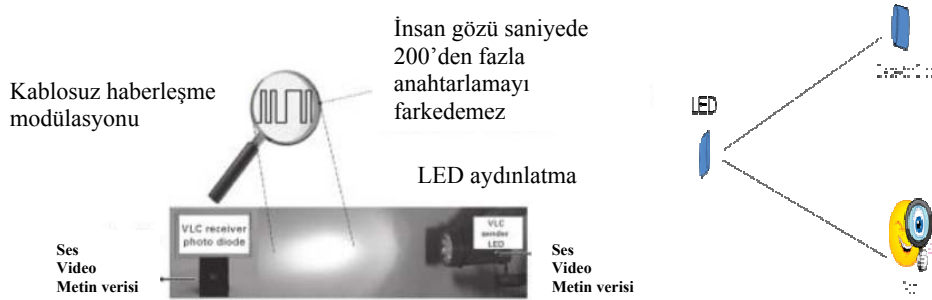 Kablosuz haberleşme
modülasyonu
İnsan gözü saniyede
200’den fazla
anahtarlamayı
farkedemez
LED aydınlatma
VLC receiver
photo diode
VLC
sender
LED
Ses
Video
Metin verisi
Ses
Video
Metin verisi
LED